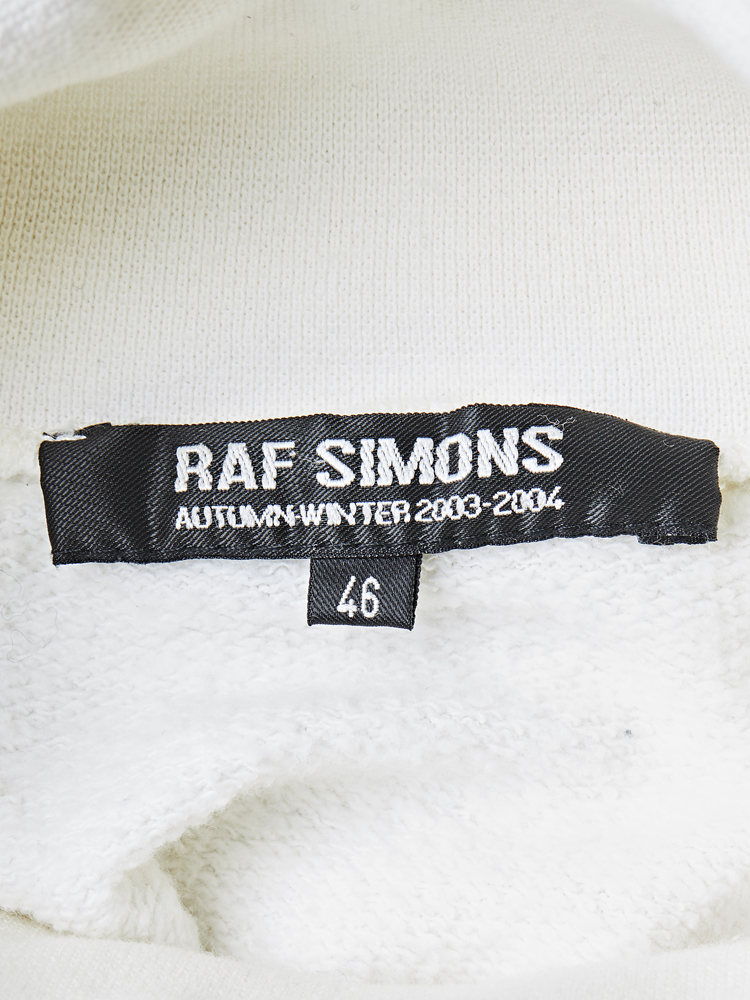 RAF SIMONS
AUTUMN-WINTER 2003-2004
46